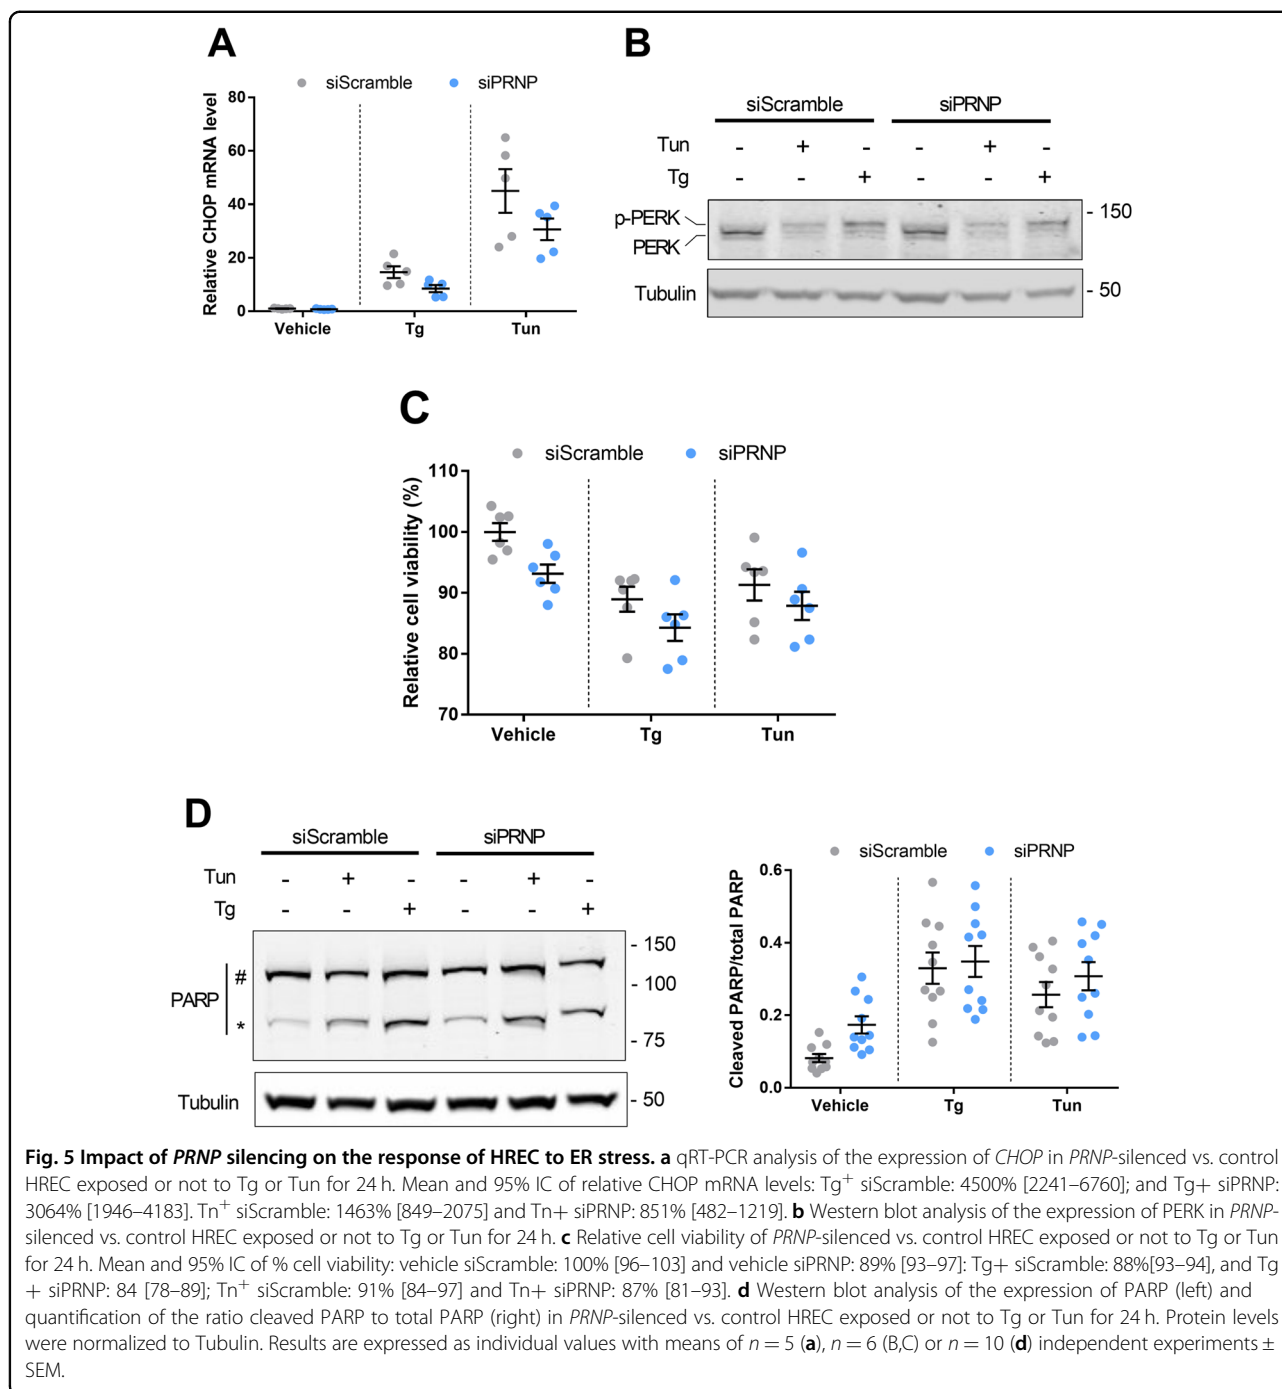 A
siScramble siPRNP
Relative CHOP mRNA level
80
60
40
20
0
Vehicle Tg Tun
B
siScramble siPRNP
Tun - + - - + -
Tg - - + - - +
p-PERK
PERK
- 150
Tubulin
- 50
C
siScramble siPRNP
Relative cell viability (%)
110
100
90
80
70
Vehicle Tg Tun
D
siScramble siPRNP
Tun - + - - + -
Tg - - + - - +
PARP
#
*
- 150
- 100
- 75
Tubulin
- 50
siScramble siPRNP
Cleaved PARP/total PARP
0.6
0.4
0.2
0.0
Vehicle Tg Tun
Fig. 5 Impact of PRNP silencing on the response of HREC to ER stress. a qRT-PCR analysis of the expression of CHOP in PRNP-silenced vs. control
HREC exposed or not to Tg or Tun for 24 h. Mean and 95% IC of relative CHOP mRNA levels: Tg+ siScramble: 4500% [2241–6760]; and Tg+ siPRNP:
3064% [1946–4183]. Tn+ siScramble: 1463% [849–2075] and Tn+ siPRNP: 851% [482–1219]. b Western blot analysis of the expression of PERK in PRNP-
silenced vs. control HREC exposed or not to Tg or Tun for 24 h. c Relative cell viability of PRNP-silenced vs. control HREC exposed or not to Tg or Tun
for 24 h. Mean and 95% IC of % cell viability: vehicle siScramble: 100% [96–103] and vehicle siPRNP: 89% [93–97]: Tg+ siScramble: 88%[93–94], and Tg
+ siPRNP: 84 [78–89]; Tn+ siScramble: 91% [84–97] and Tn+ siPRNP: 87% [81–93]. d Western blot analysis of the expression of PARP (left) and
quantification of the ratio cleaved PARP to total PARP (right) in PRNP-silenced vs. control HREC exposed or not to Tg or Tun for 24 h. Protein levels
were normalized to Tubulin. Results are expressed as individual values with means of n = 5 (a), n = 6 (B,C) or n = 10 (d) independent experiments ±
SEM.